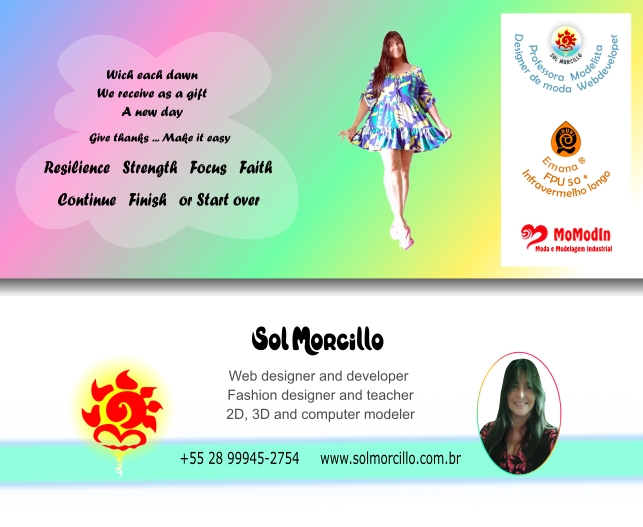 Wich each dawn
We receive as a gift
A new day
Give thanks ... Make it easy
Resilience Strength Focus Faith
Continue Finish or Start over
SOL MORCILLO
Professora Modelista
Designer de moda Webdeveloper
Emana ®
FPU 50 +
Infravermelho longo
MoModIn
Moda e Modelagem Industrial
Sol Morcillo
Web designer and developer
Fashion designer and teacher
2D, 3D and computer modeler
+55 28 99945-2754 www.solmorcillo.com.br